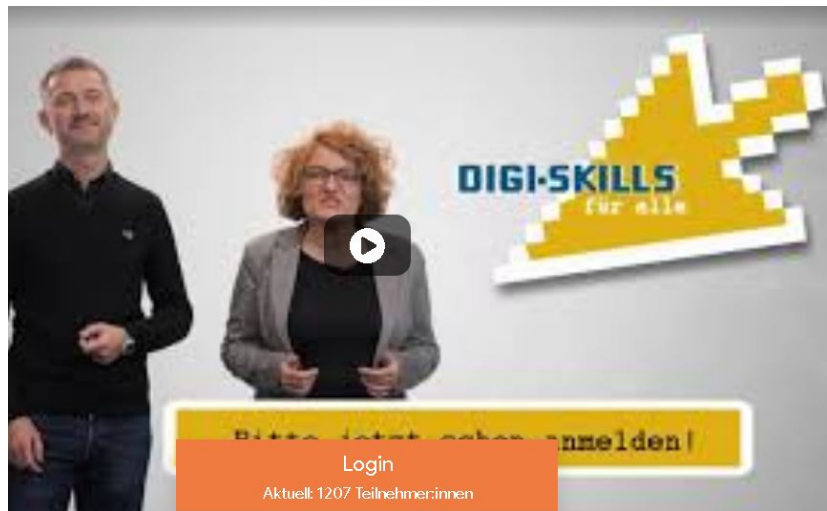 DIGI-SKILLS
für alle
Bitte jetzt schon anmelden!
Login
Aktuell: 1207 Teilnehmer:innen